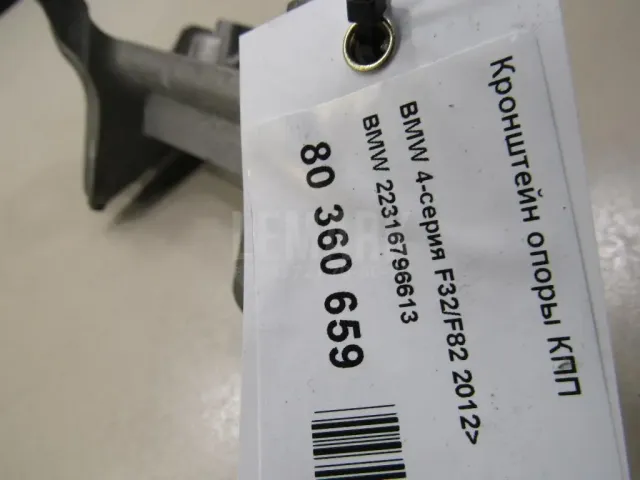 Кронштейн опоры КПП
BMW 4-серия F32/F82 2012>
BMW 22316796613
80 360 659